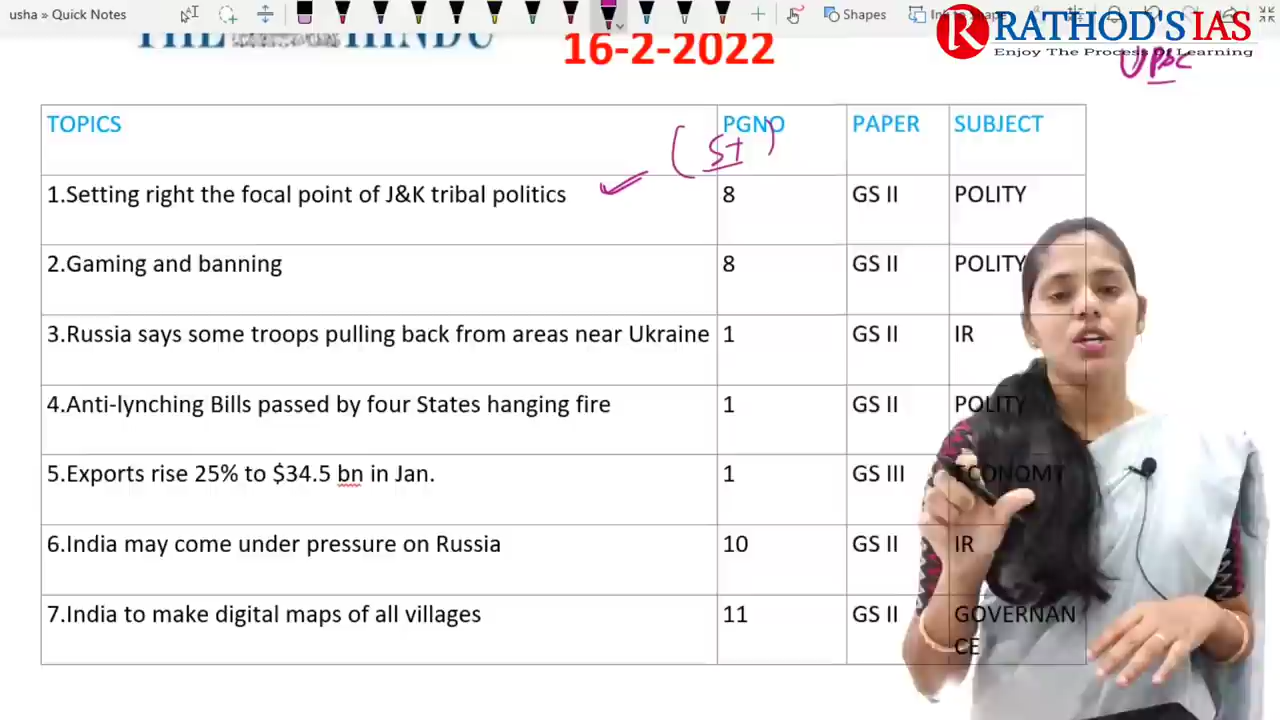 usha » Quick Notes
Shapes
RATHOD'S IAS
Enjoy The Process Of Learning
UPSC
THE HINDU
16-2-2022
TOPICS PGNO PAPER SUBJECT
(ST)
1.Setting right the focal point of J&K tribal politics 8 GS II POLITY
2.Gaming and banning 8 GS II POLITY
3.Russia says some troops pulling back from areas near Ukraine 1 GS II IR
4.Anti-lynching Bills passed by four States hanging fire 1 GS II POLITY
5.Exports rise 25% to $34.5 bn in Jan. 1 GS III ECONOMY
6.India may come under pressure on Russia 10 GS II IR
7.India to make digital maps of all villages 11 GS II GOVERNAN
CE